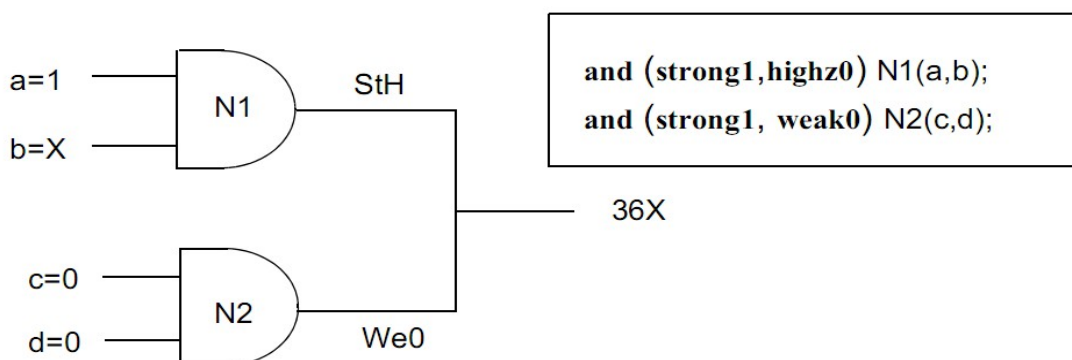 and (strong1,highz0) N1(a,b);
and (strong1, weak0) N2(c,d);
a=1
b=X
N1
StH
36X
c=0
d=0
N2
We0